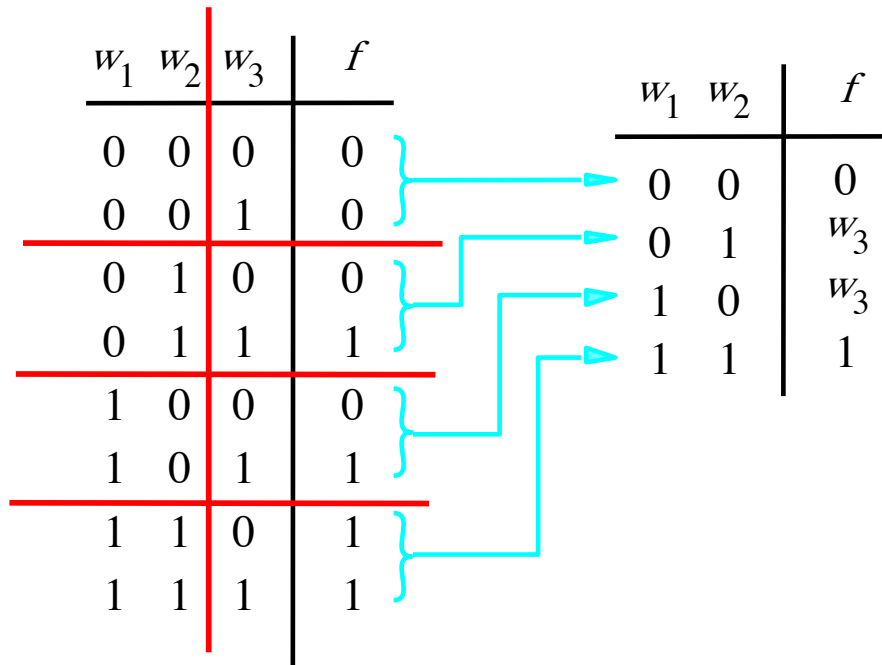 w1 w2 w3 f
0 0 0 0
0 0 1 0
0 1 0 0
0 1 1 1
1 0 0 0
1 0 1 1
1 1 0 1
1 1 1 1
w1 w2 f
0 0 0
0 1 w3
1 0 w3
1 1 1